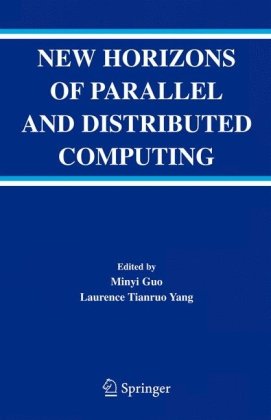 NEW HORIZONS
OF PARALLEL
AND DISTRIBUTED
COMPUTING
Edited by
Minyi Guo
Laurence Tianruo Yang
Springer